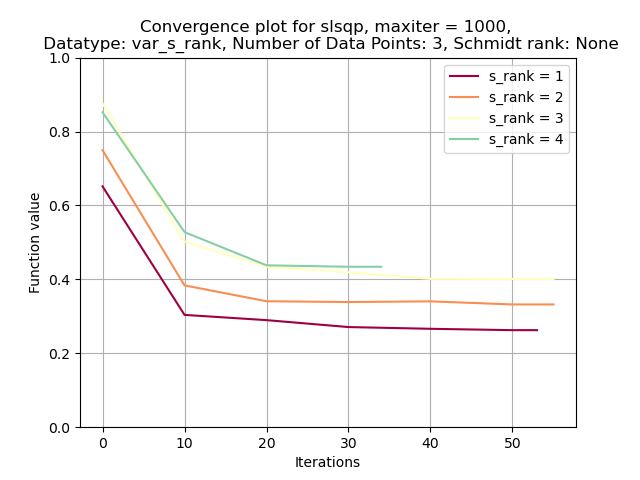 Convergence plot for slsqp, maxiter = 1000,
Datatype: var_s_rank, Number of Data Points: 3, Schmidt rank: None
s_rank = 1
s_rank = 2
s_rank = 3
s_rank = 4
Function value
1.0
0.8
0.6
0.4
0.2
0.0
0 10 20 30 40 50
Iterations